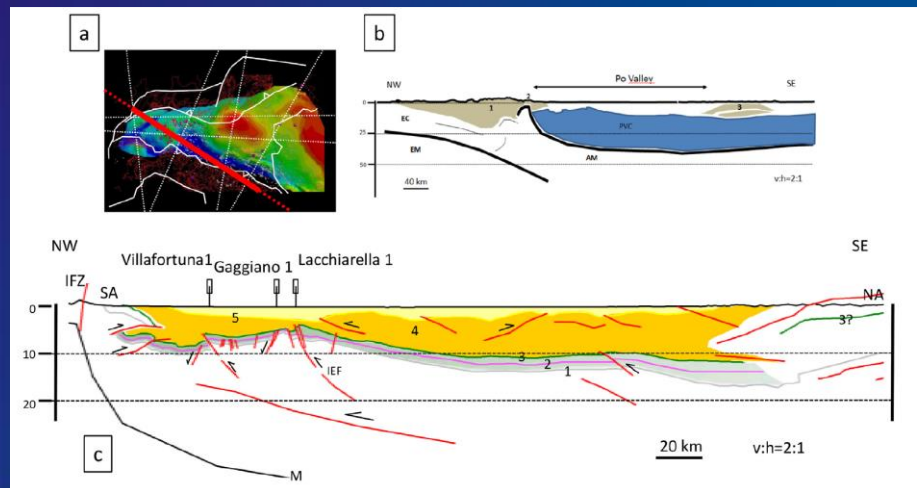 a
b
Po Valley
NW
SE
0
1
2
3
EC
PVC
25
EM
AM
50
40 km
v:h=2:1
NW
SE
Villafortuna1
Gaggiano 1
Lacchiarella 1
IFZ
SA
NA
0
5
4
3?
10
3
2
1
IEF
20
20 km
v:h=2:1
c
M